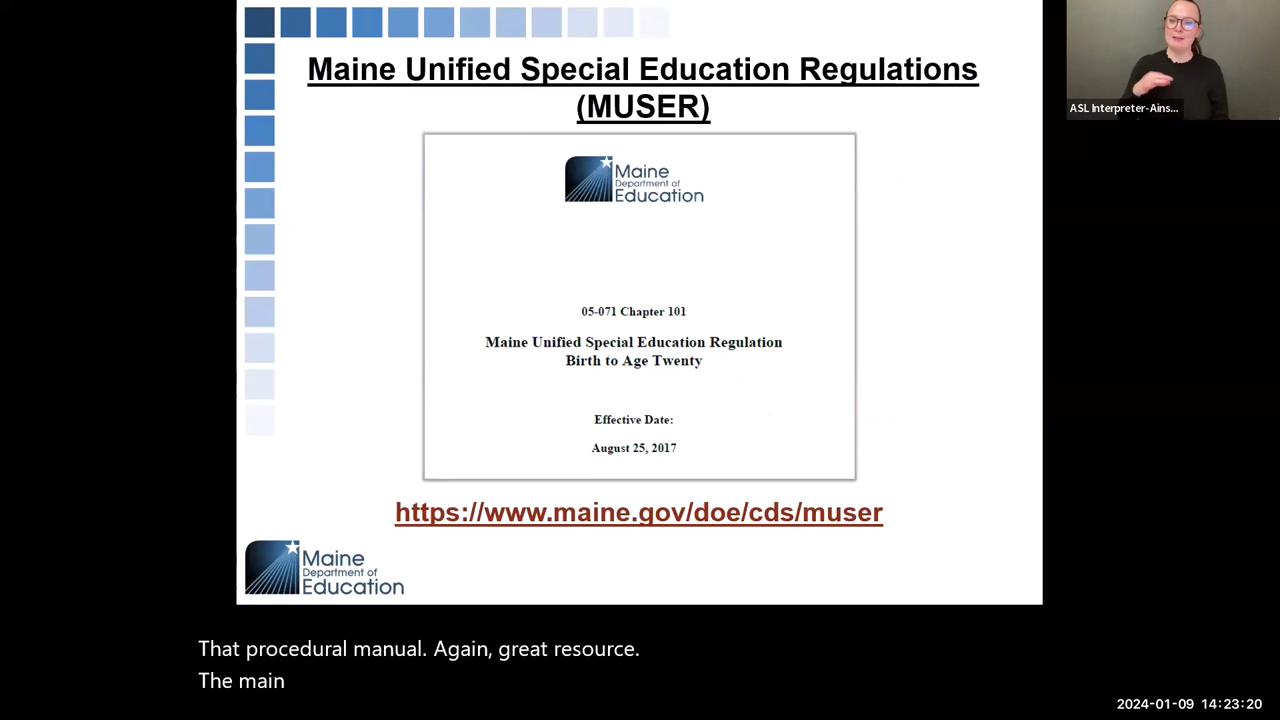 Maine Unified Special Education Regulations
(MUSER)
Maine
Department of
Education
05-071 Chapter 101
Maine Unified Special Education Regulation
Birth to Age Twenty
Effective Date:
August 25, 2017
https://www.maine.gov/doe/cds/muser
Maine
Department of
Education
ASL Interpreter-Ains...
That procedural manual. Again, great resource.
The main
2024-01-09 14:23:20